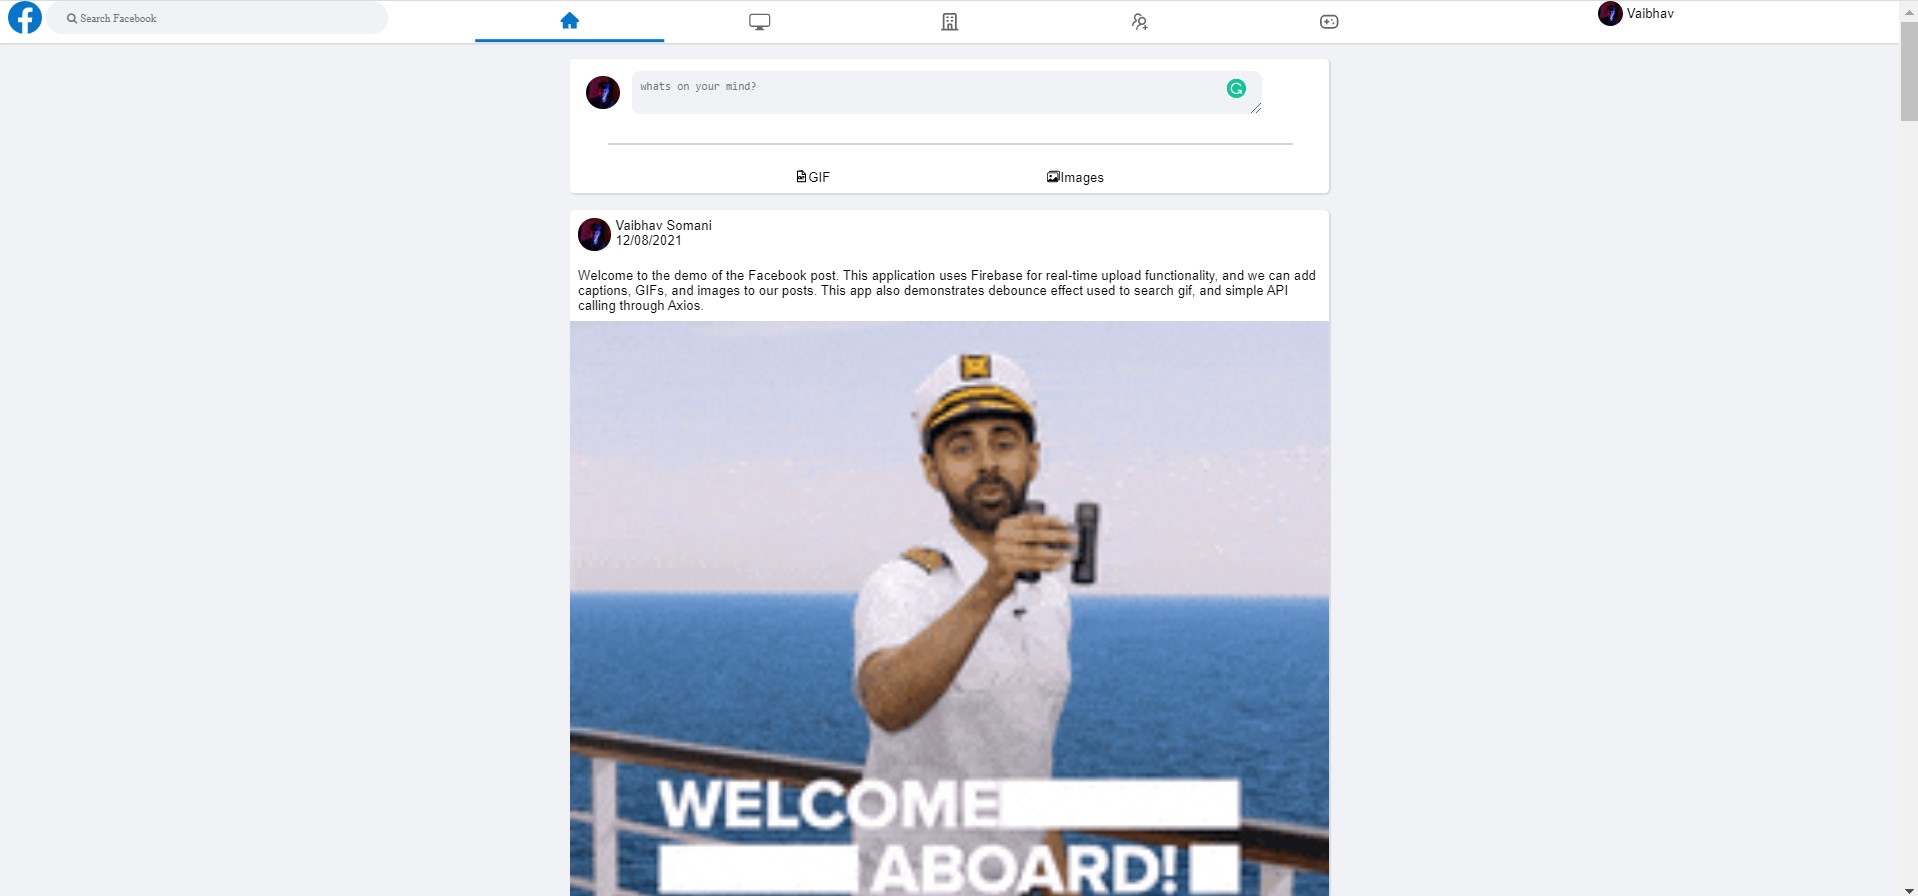 Search Facebook
Vaibhav
whats on your mind?
GIF
Images
Vaibhav Somani
12/08/2021
Welcome to the demo of the Facebook post. This application uses Firebase for real-time upload functionality, and we can add
captions, GIFs, and images to our posts. This app also demonstrates debounce effect used to search gif, and simple API
calling through Axios.
WELCOME
ABOARD!